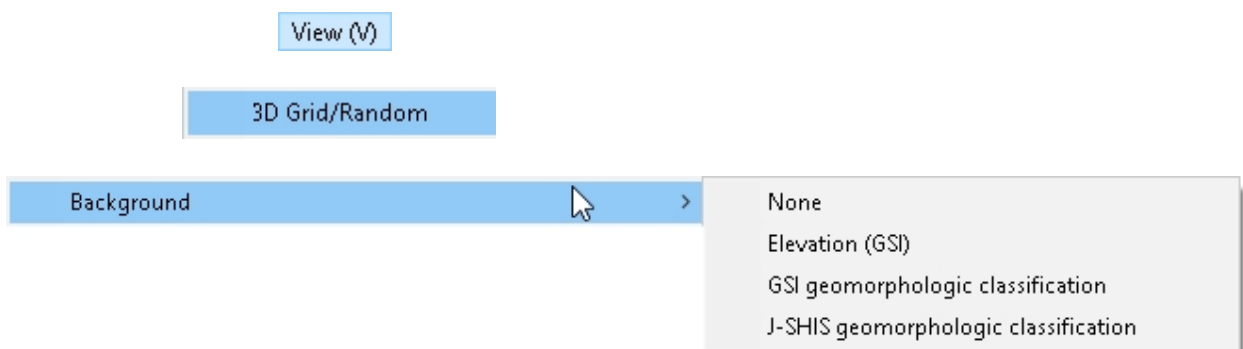 View (V)
3D Grid/Random
Background > None
Elevation (GSI)
GSI geomorphologic classification
J-SHIS geomorphologic classification